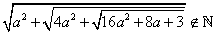 √(a² + √(4a² + √(16a² + 8a + 3))) ∉ ℕ